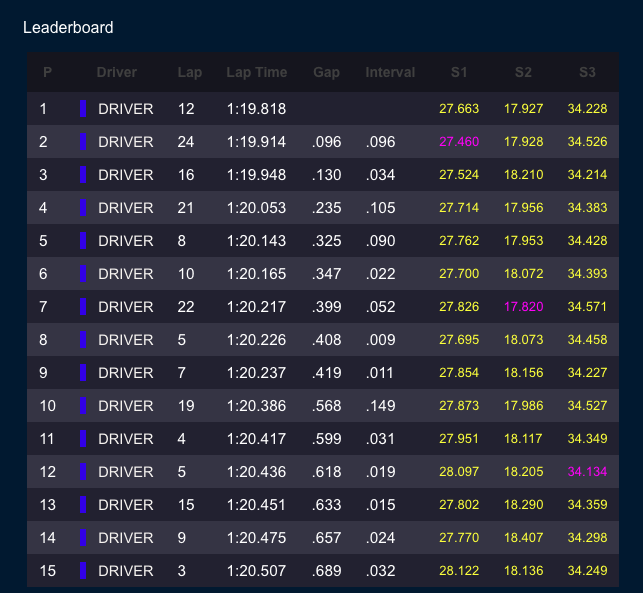 Leaderboard
P Driver Lap Lap Time Gap Interval S1 S2 S3
1 DRIVER 12 1:19.818 27.663 17.927 34.228
2 DRIVER 24 1:19.914 .096 .096 27.460 17.928 34.526
3 DRIVER 16 1:19.948 .130 .034 27.524 18.210 34.214
4 DRIVER 21 1:20.053 .235 .105 27.714 17.956 34.383
5 DRIVER 8 1:20.143 .325 .090 27.762 17.953 34.428
6 DRIVER 10 1:20.165 .347 .022 27.700 18.072 34.393
7 DRIVER 22 1:20.217 .399 .052 27.826 17.820 34.571
8 DRIVER 5 1:20.226 .408 .009 27.695 18.073 34.458
9 DRIVER 7 1:20.237 .419 .011 27.854 18.156 34.227
10 DRIVER 19 1:20.386 .568 .149 27.873 17.986 34.527
11 DRIVER 4 1:20.417 .599 .031 27.951 18.117 34.349
12 DRIVER 5 1:20.436 .618 .019 28.097 18.205 34.134
13 DRIVER 15 1:20.451 .633 .015 27.802 18.290 34.359
14 DRIVER 9 1:20.475 .657 .024 27.770 18.407 34.298
15 DRIVER 3 1:20.507 .689 .032 28.122 18.136 34.249